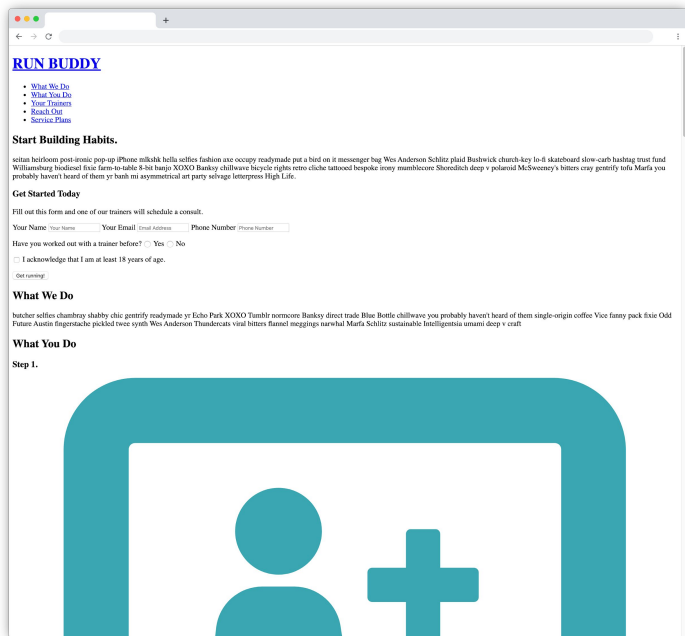 RUN BUDDY
What We Do
What You Do
Your Trainers
Reach Out
Service Plans
Start Building Habits.
seitan heirloom post-ironic pop-up iPhone mlkshk hella selfies fashion axe occupy readymade put a bird on it messenger bag Wes Anderson Schlitz plaid Bushwick church-key lo-fi skateboard slow-carb hashtag trust fund
Williamsburg biodiesel fixie farm-to-table 8-bit banjo XOXO Banksy chillwave bicycle rights retro cliche tattooed bespoke irony mumblecore Shoreditch deep v polaroid McSweeney's bitters cray gentrify tofu Marfa you
probably haven't heard of them yr banh mi asymmetrical art party selvage letterpress High Life.
Get Started Today
Fill out this form and one of our trainers will schedule a consult.
Your Name Your Name Your Email Email Address Phone Number Phone Number
Have you worked out with a trainer before? Yes No
I acknowledge that I am at least 18 years of age.
Get running!
What We Do
butcher selfies chambray shabby chic gentrify readymade yr Echo Park XOXO Tumblr normcore Banksy direct trade Blue Bottle chillwave you probably haven't heard of them single-origin coffee Vice fanny pack fixie Odd
Future Austin fingerstache pickled twee synth Wes Anderson Thundercats viral bitters flannel meggings narwhal Marfa Schlitz sustainable Intelligentsia umami deep v craft
What You Do
Step 1.